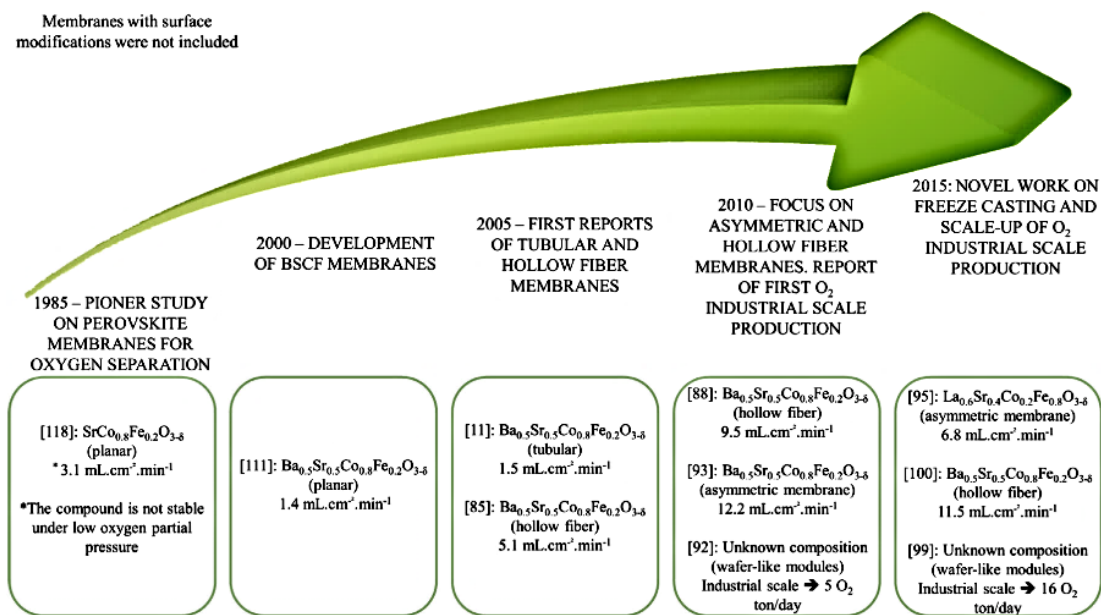 Membranes with surface
modifications were not included
1985 – PIONER STUDY
ON PEROVSKITE
MEMBRANES FOR
OXYGEN SEPARATION
2000 – DEVELOPMENT
OF BSCF MEMBRANES
2005 – FIRST REPORTS
OF TUBULAR AND
HOLLOW FIBER
MEMBRANES
2010 – FOCUS ON
ASYMMETRIC AND
HOLLOW FIBER
MEMBRANES. REPORT
OF FIRST O₂
INDUSTRIAL SCALE
PRODUCTION
2015: NOVEL WORK ON
FREEZE CASTING AND
SCALE-UP OF O₂
INDUSTRIAL SCALE
PRODUCTION
[118]: SrCo₀.₈Fe₀.₂O₃₋δ
(planar)
*3.1 mL.cm⁻².min⁻¹
*The compound is not stable
under low oxygen partial
pressure
[111]: Ba₀.₅Sr₀.₅Co₀.₈Fe₀.₂O₃₋δ
(planar)
1.4 mL.cm⁻².min⁻¹
[11]: Ba₀.₅Sr₀.₅Co₀.₈Fe₀.₂O₃₋δ
(tubular)
1.5 mL.cm⁻².min⁻¹
[85]: Ba₀.₅Sr₀.₅Co₀.₈Fe₀.₂O₃₋δ
(hollow fiber)
5.1 mL.cm⁻².min⁻¹
[88]: Ba₀.₅Sr₀.₅Co₀.₈Fe₀.₂O₃₋δ
(hollow fiber)
9.5 mL.cm⁻².min⁻¹
[93]: Ba₀.₅Sr₀.₅Co₀.₈Fe₀.₂O₃₋δ
(asymmetric membrane)
12.2 mL.cm⁻².min⁻¹
[92]: Unknown composition
(wafer-like modules)
Industrial scale ➔ 5 O₂
ton/day
[95]: La₀.₆Sr₀.₄Co₀.₂Fe₀.₈O₃₋δ
(asymmetric membrane)
6.8 mL.cm⁻².min⁻¹
[100]: Ba₀.₅Sr₀.₅Co₀.₈Fe₀.₂O₃₋δ
(hollow fiber)
11.5 mL.cm⁻².min⁻¹
[99]: Unknown composition
(wafer-like modules)
Industrial scale ➔ 16 O₂
ton/day